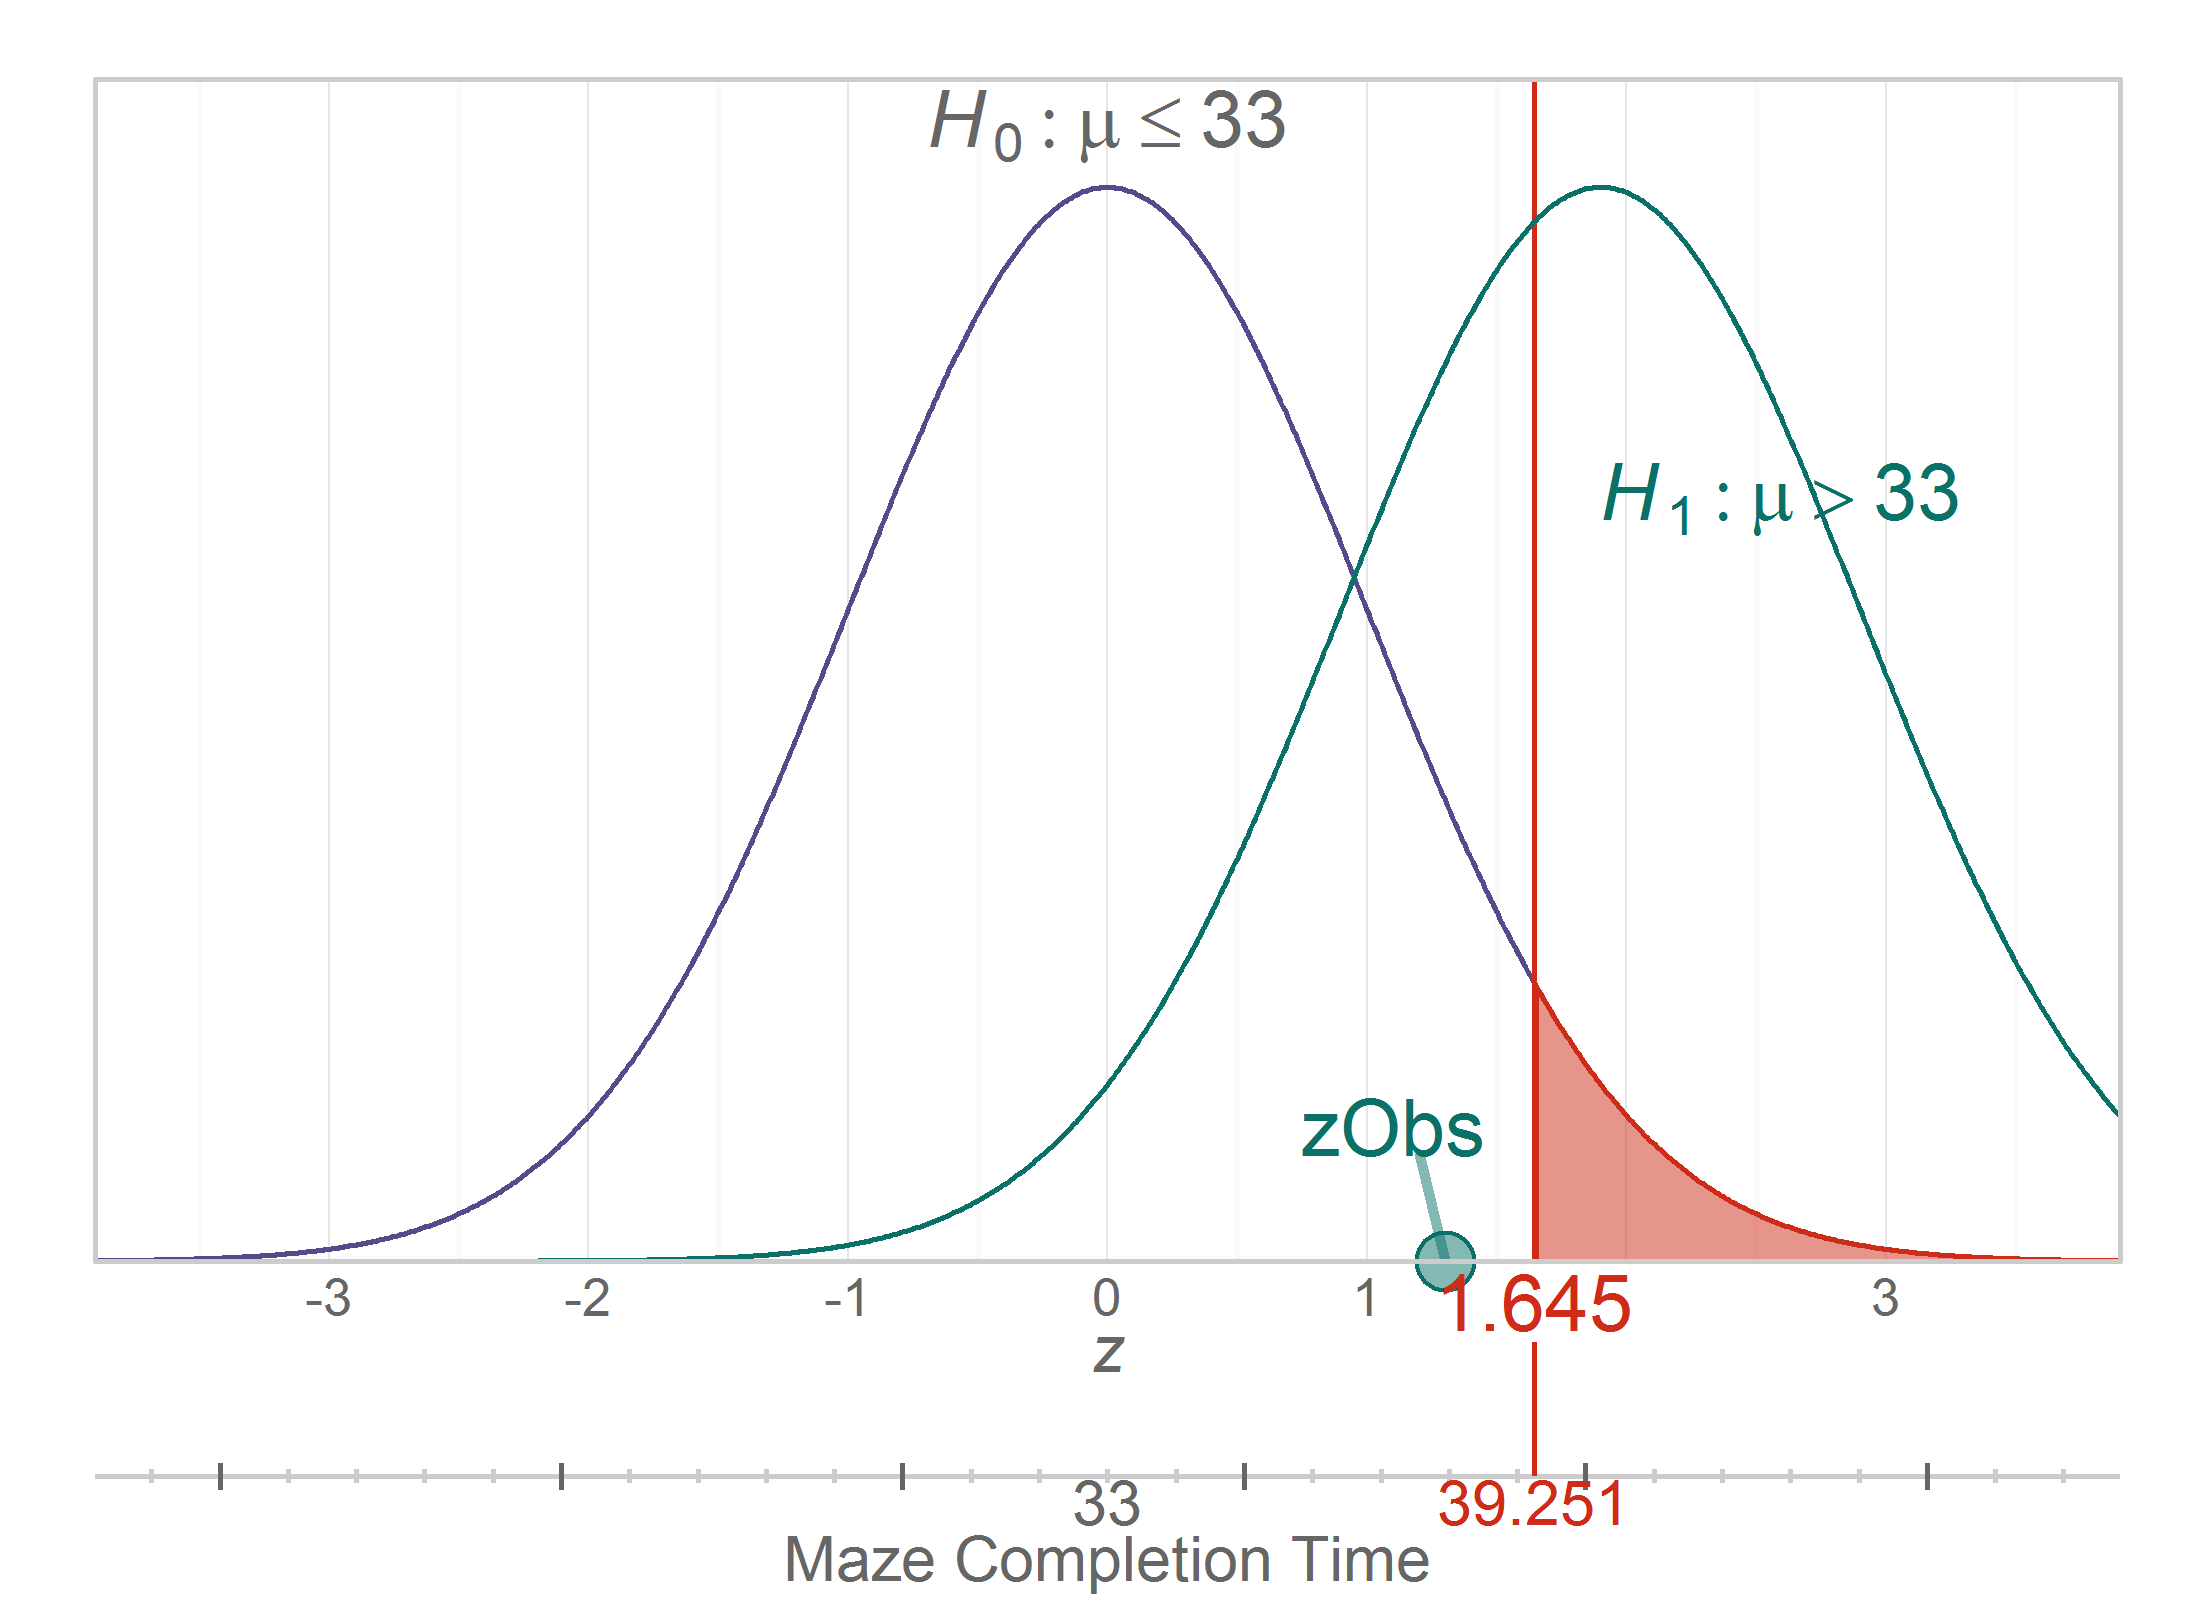 H0 : μ ≤ 33
H1 : μ > 33
zObs
-3 -2 -1 0 1 1.645 3
z
33 39.251
Maze Completion Time